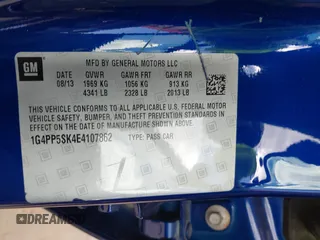 GM
MFD BY GENERAL MOTORS LLC
DATE GVWR GAWR FRT GAWR RR
08/13 1969 KG 1056 KG 913 KG
4341 LB 2328 LB 2013 LB
THIS VEHICLE CONFORMS TO ALL APPLICABLE U.S. FEDERAL MOTOR
VEHICLE SAFETY, BUMPER, AND THEFT PREVENTION STANDARDS
IN EFFECT ON THE DATE OF MANUFACTURE SHOWN ABOVE.
1G4PP5SK4E4107862 TYPE: PASS CAR